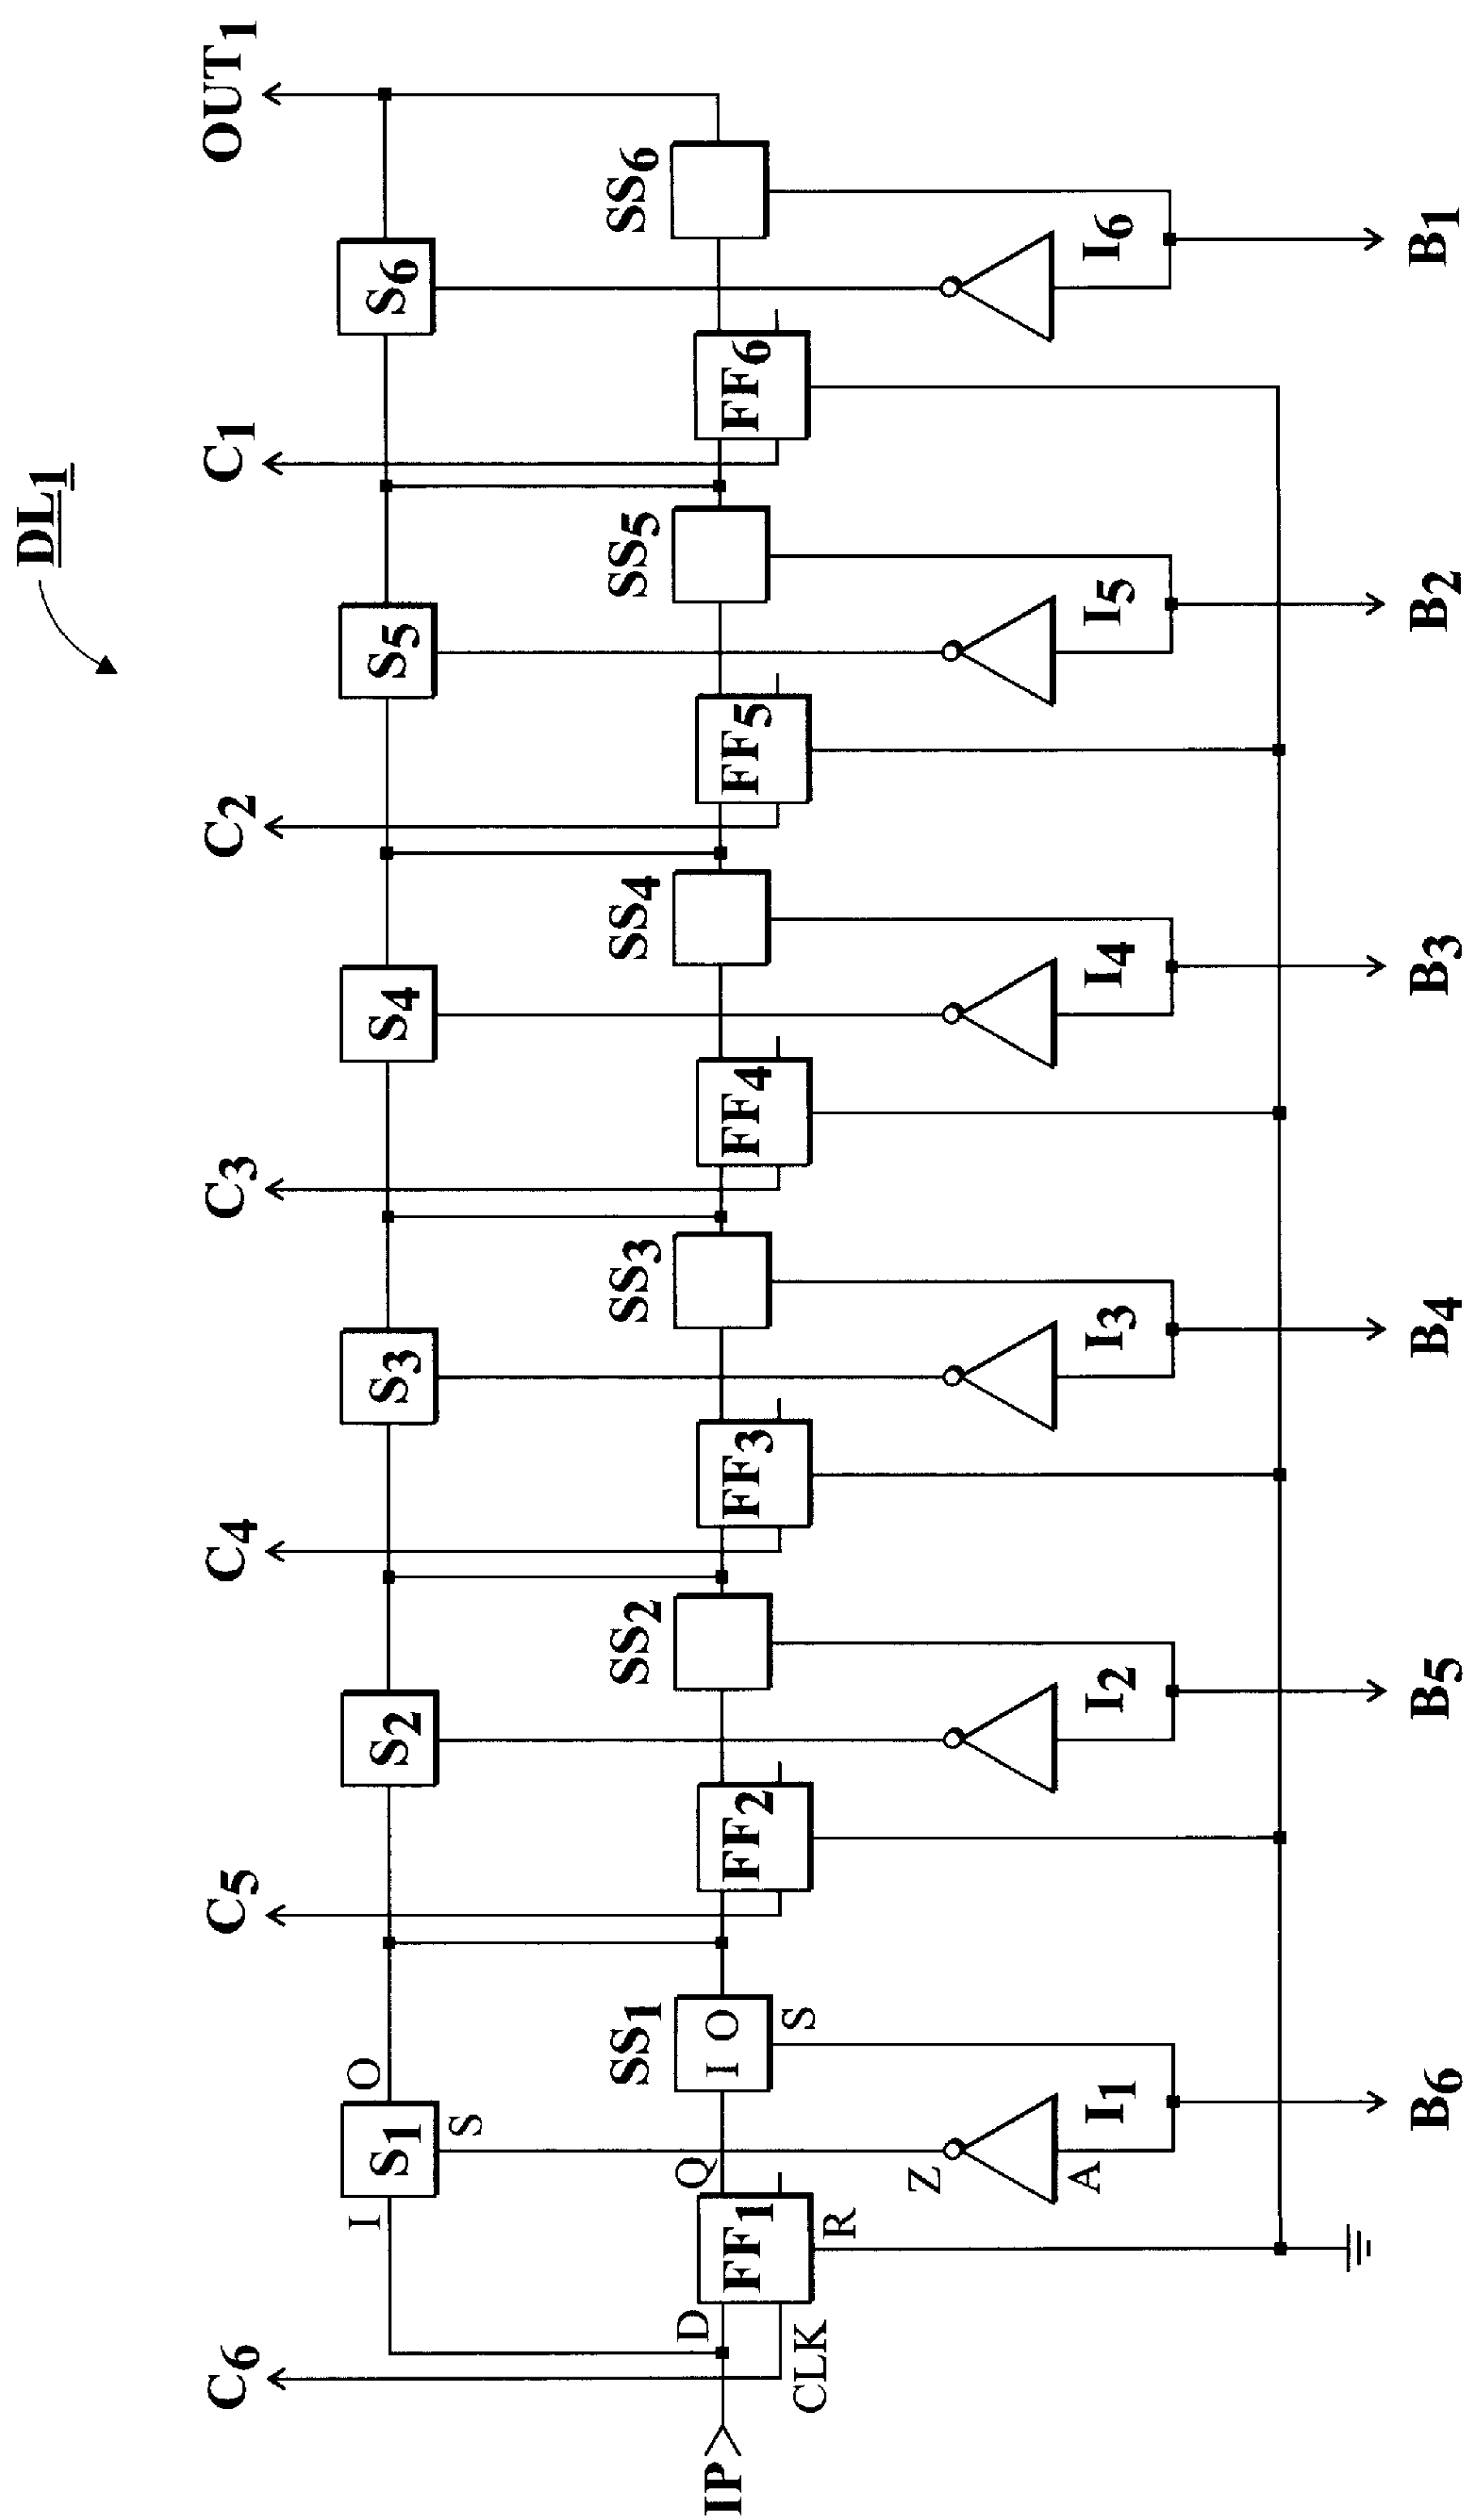 DL1
C6 C5 C4 C3 C2 C1 OUT1
I S1 O S2 S3 S4 S5 S6
S
SS1 SS2 SS3 SS4 SS5 SS6
I O
IP D FF1 Q FF2 FF3 FF4 FF5 FF6
CLK R S
Z
A I1 I2 I3 I4 I5 I6
B6 B5 B4 B3 B2 B1